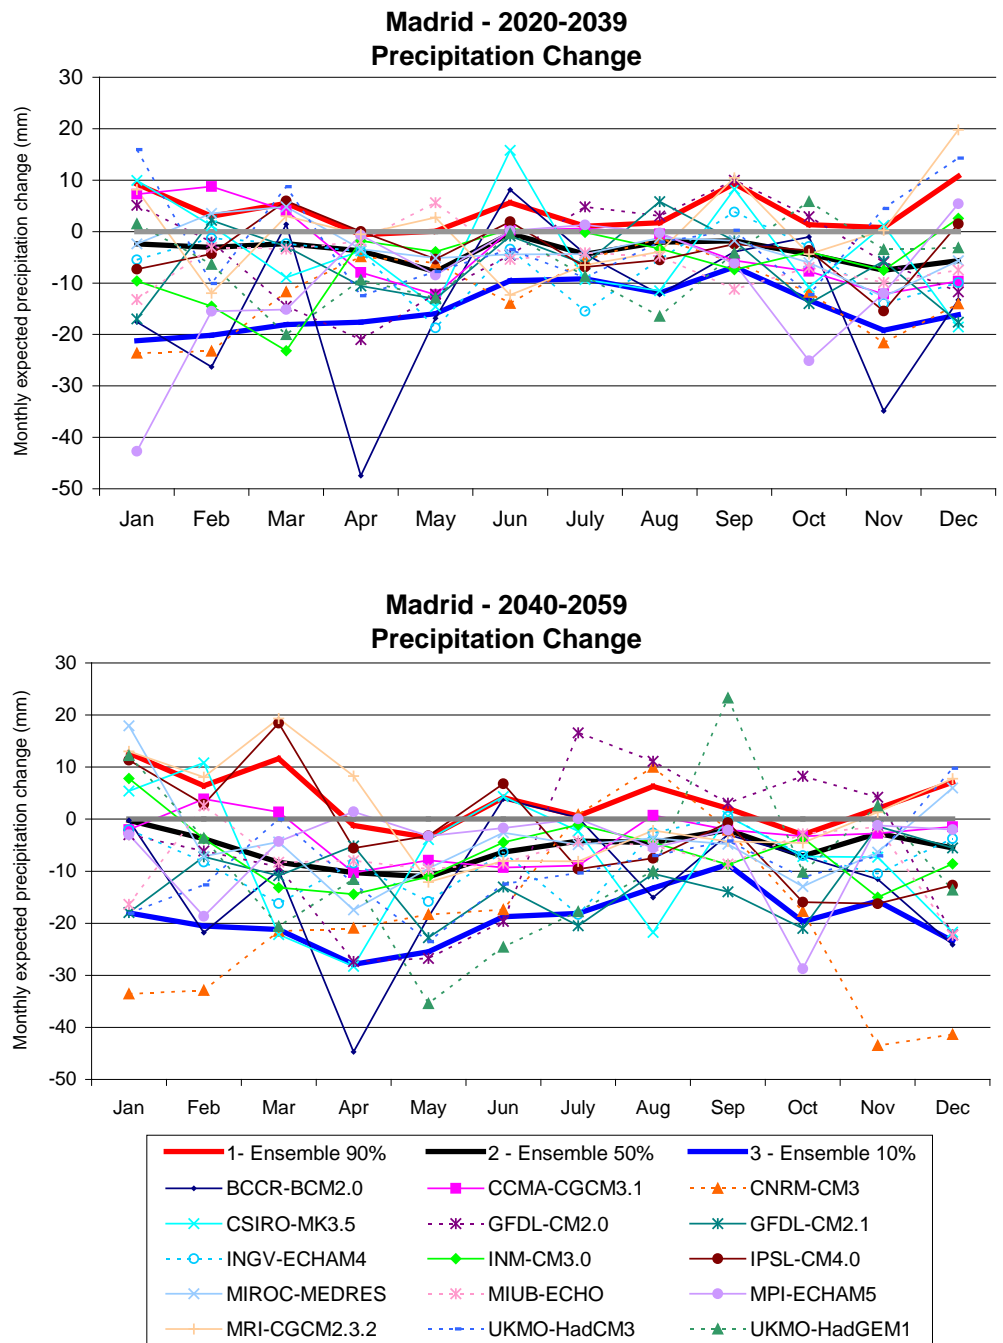 Madrid - 2020-2039
Precipitation Change
Monthly expected precipitation change (mm)
30
20
10
0
-10
-20
-30
-40
-50
Jan Feb Mar Apr May Jun July Aug Sep Oct Nov Dec
Madrid - 2040-2059
Precipitation Change
Monthly expected precipitation change (mm)
30
20
10
0
-10
-20
-30
-40
-50
Jan Feb Mar Apr May Jun July Aug Sep Oct Nov Dec
1- Ensemble 90% 2 - Ensemble 50% 3 - Ensemble 10%
BCCR-BCM2.0 CCMA-CGCM3.1 CNRM-CM3
CSIRO-MK3.5 GFDL-CM2.0 GFDL-CM2.1
INGV-ECHAM4 INM-CM3.0 IPSL-CM4.0
MIROC-MEDRES MIUB-ECHO MPI-ECHAM5
MRI-CGCM2.3.2 UKMO-HadCM3 UKMO-HadGEM1